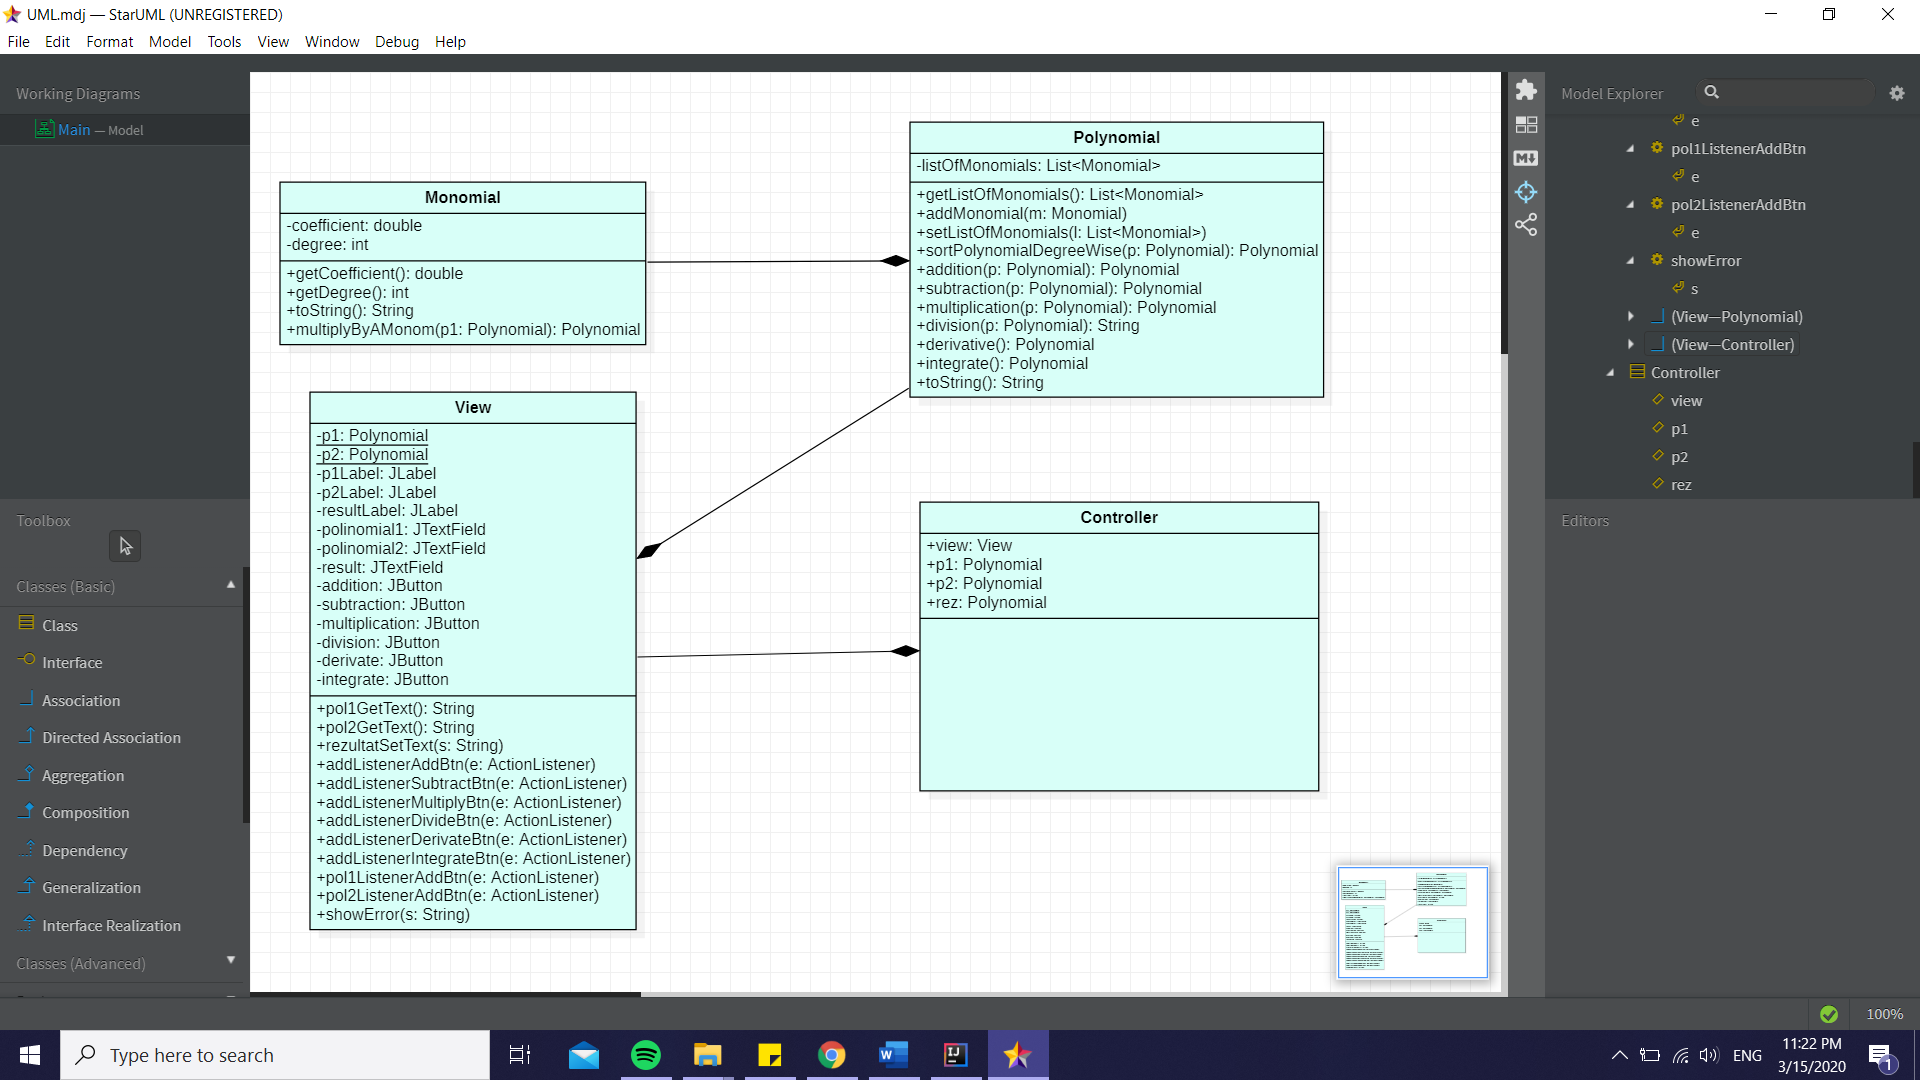 UML.mdj — StarUML (UNREGISTERED)
File Edit Format Model Tools View Window Debug Help
Working Diagrams
Main — Model
Toolbox
Classes (Basic)
Class
Interface
Association
Directed Association
Aggregation
Composition
Dependency
Generalization
Interface Realization
Classes (Advanced)
Monomial
-coefficient: double
-degree: int
+getCoefficient(): double
+getDegree(): int
+toString(): String
+multiplyByAMonom(p1: Polynomial): Polynomial
Polynomial
-listOfMonomials: List<Monomial>
+getListOfMonomials(): List<Monomial>
+addMonomial(m: Monomial)
+setListOfMonomials(l: List<Monomial>)
+sortPolynomialDegreeWise(p: Polynomial): Polynomial
+addition(p: Polynomial): Polynomial
+subtraction(p: Polynomial): Polynomial
+multiplication(p: Polynomial): Polynomial
+division(p: Polynomial): String
+derivative(): Polynomial
+integrate(): Polynomial
+toString(): String
View
-p1: Polynomial
-p2: Polynomial
-p1Label: JLabel
-p2Label: JLabel
-resultLabel: JLabel
-polinomial1: JTextField
-polinomial2: JTextField
-result: JTextField
-addition: JButton
-subtraction: JButton
-multiplication: JButton
-division: JButton
-derivate: JButton
-integrate: JButton
+pol1GetText(): String
+pol2GetText(): String
+rezultatSetText(s: String)
+addListenerAddBtn(e: ActionListener)
+addListenerSubtractBtn(e: ActionListener)
+addListenerMultiplyBtn(e: ActionListener)
+addListenerDivideBtn(e: ActionListener)
+addListenerDerivateBtn(e: ActionListener)
+addListenerIntegrateBtn(e: ActionListener)
+pol1ListenerAddBtn(e: ActionListener)
+pol2ListenerAddBtn(e: ActionListener)
+showError(s: String)
Controller
+view: View
+p1: Polynomial
+p2: Polynomial
+rez: Polynomial
M
Model Explorer
e
pol1ListenerAddBtn
e
pol2ListenerAddBtn
e
showError
s
(View—Polynomial)
(View—Controller)
Controller
view
p1
p2
rez
Editors
100%
Type here to search
W
IJ
ENG
11:22 PM
3/15/2020
1